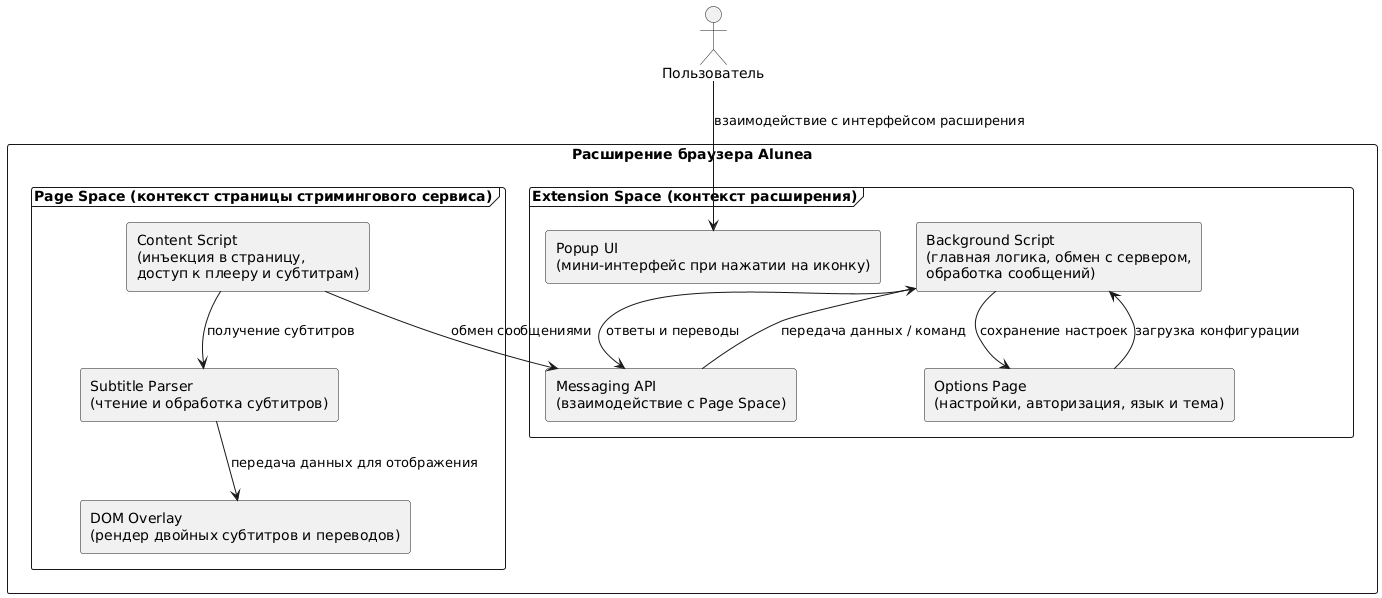 Пользователь
взаимодействие с интерфейсом расширения
Расширение браузера Alunea
Page Space (контекст страницы стримингового сервиса)
Content Script
(инъекция в страницу,
доступ к плееру и субтитрам)
получение субтитров
обмен сообщениями
Subtitle Parser
(чтение и обработка субтитров)
передача данных для отображения
DOM Overlay
(рендер двойных субтитров и переводов)
Extension Space (контекст расширения)
Popup UI
(мини-интерфейс при нажатии на иконку)
Background Script
(главная логика, обмен с сервером,
обработка сообщений)
ответы и переводы
передача данных / команд
сохранение настроек
загрузка конфигурации
Messaging API
(взаимодействие с Page Space)
Options Page
(настройки, авторизация, язык и тема)